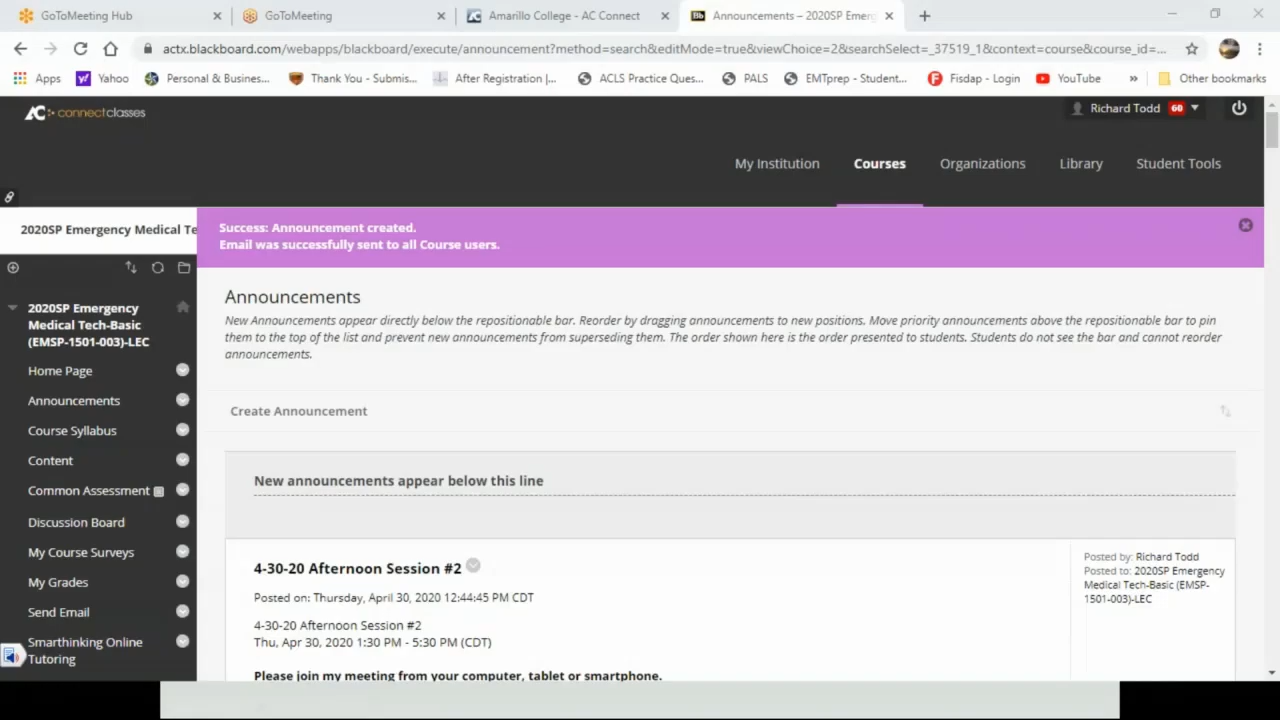 GoToMeeting Hub
GoToMeeting
Amarillo College - AC Connect
Bb Announcements – 2020SP Emerg
actx.blackboard.com/webapps/blackboard/execute/announcement?method=search&editMode=true&viewChoice=2&searchSelect=_37519_1&context=course&course_id=...
Apps
Yahoo
Personal & Busines...
Thank You - Submis...
After Registration |...
ACLS Practice Ques...
PALS
EMTprep - Student...
Fisdap - Login
YouTube
»
Other bookmarks
AC connectclasses
Richard Todd 60
My Institution
Courses
Organizations
Library
Student Tools
2020SP Emergency Medical Te
Success: Announcement created.
Email was successfully sent to all Course users.
2020SP Emergency
Medical Tech-Basic
(EMSP-1501-003)-LEC
Home Page
Announcements
Course Syllabus
Content
Common Assessment
Discussion Board
My Course Surveys
My Grades
Send Email
Smarthinking Online
Tutoring
Announcements
New Announcements appear directly below the repositionable bar. Reorder by dragging announcements to new positions. Move priority announcements above the repositionable bar to pin
them to the top of the list and prevent new announcements from superseding them. The order shown here is the order presented to students. Students do not see the bar and cannot reorder
announcements.
Create Announcement
New announcements appear below this line
4-30-20 Afternoon Session #2
Posted on: Thursday, April 30, 2020 12:44:45 PM CDT
4-30-20 Afternoon Session #2
Thu, Apr 30, 2020 1:30 PM - 5:30 PM (CDT)
Please join my meeting from your computer, tablet or smartphone.
Posted by: Richard Todd
Posted to: 2020SP Emergency
Medical Tech-Basic (EMSP-
1501-003)-LEC